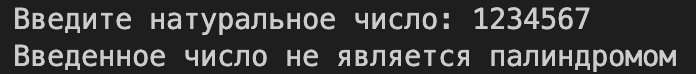 Введите натуральное число: 1234567
Введенное число не является палиндромом